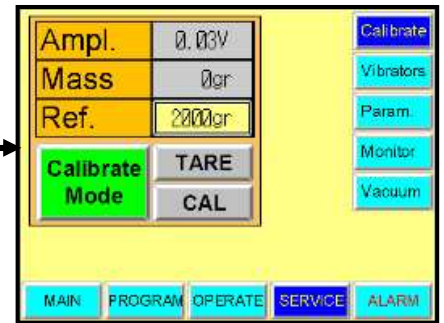 Ampl. 0.03V
Mass 0gr
Ref. 2000gr
Calibrate
Mode
TARE
CAL
Calibrate
Vibrators
Param.
Monitor
Vacuum
MAIN PROGRAM OPERATE SERVICE ALARM